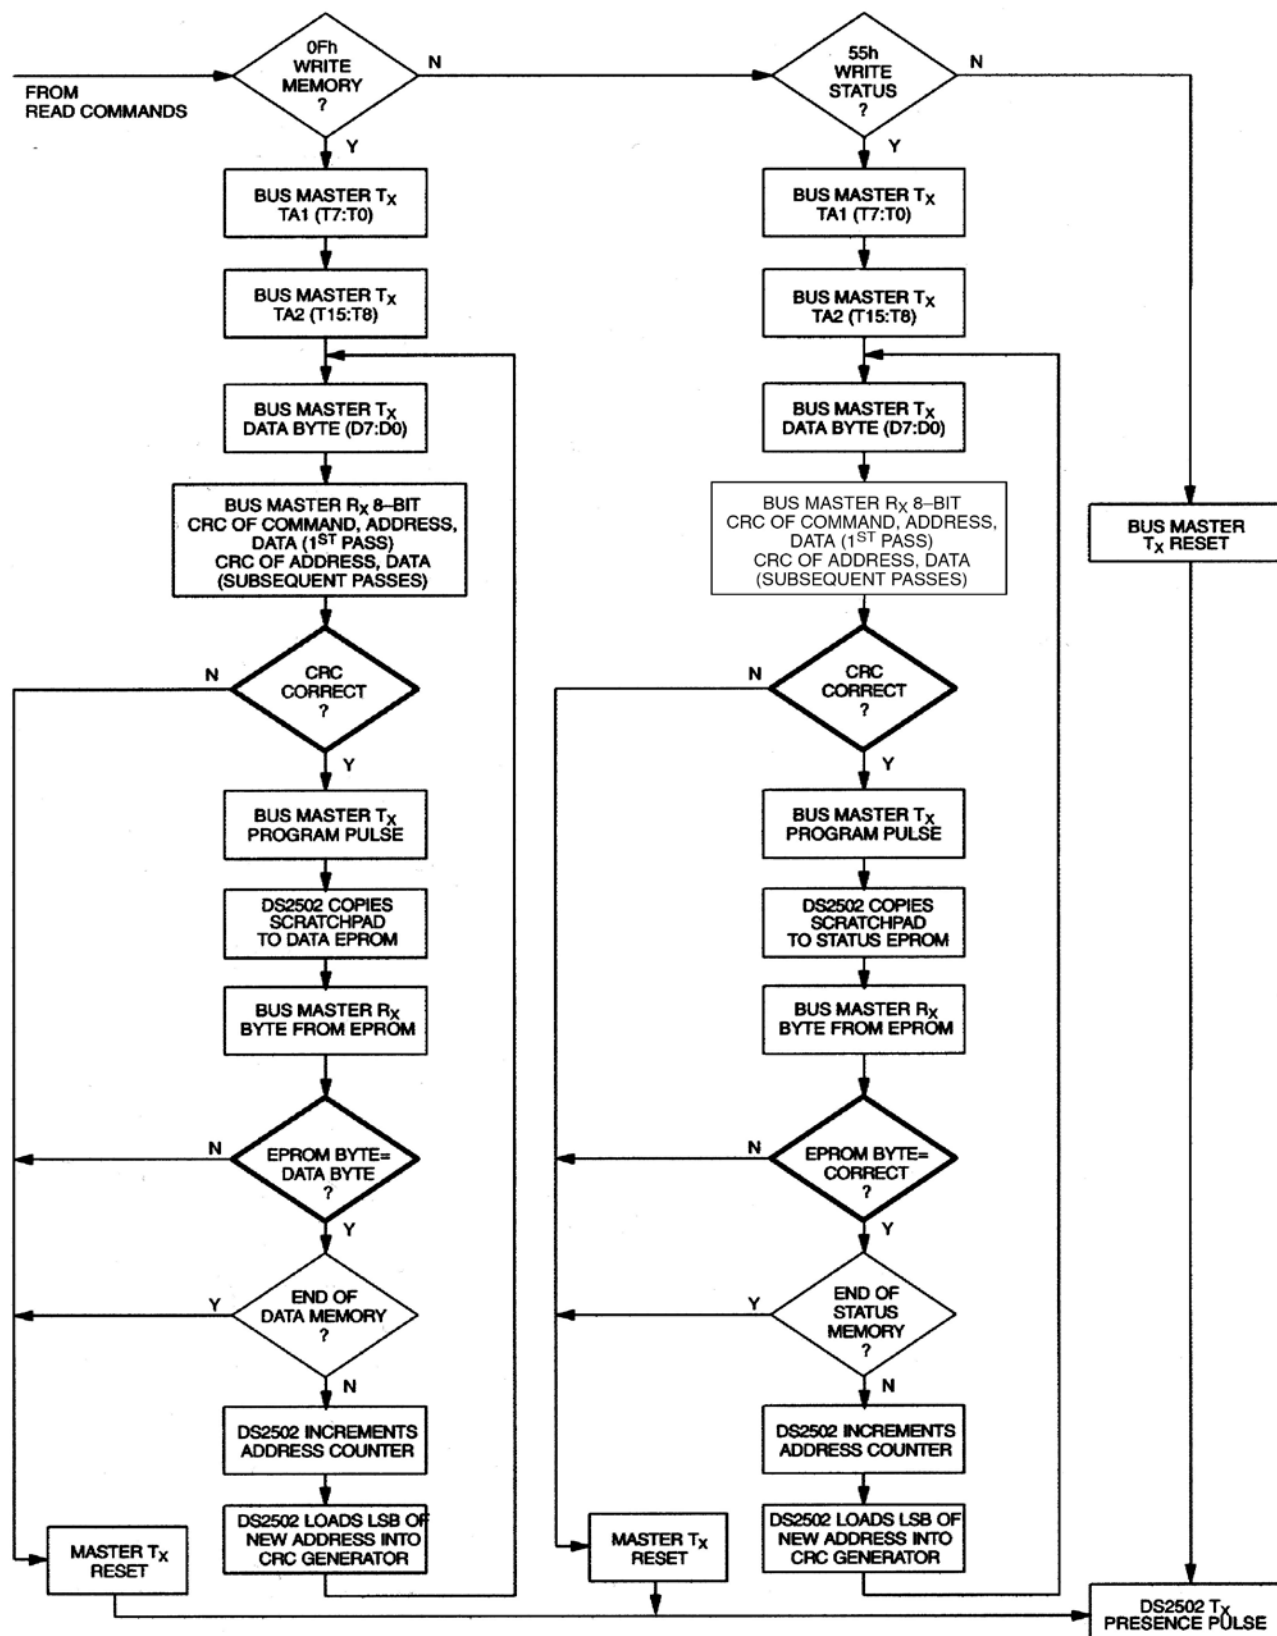 0Fh
WRITE
MEMORY
?
N
55h
WRITE
STATUS
?
N
FROM
READ COMMANDS
Y
Y
BUS MASTER TX
TA1 (T7:T0)
BUS MASTER TX
TA1 (T7:T0)
BUS MASTER TX
TA2 (T15:T8)
BUS MASTER TX
TA2 (T15:T8)
BUS MASTER TX
DATA BYTE (D7:D0)
BUS MASTER TX
DATA BYTE (D7:D0)
BUS MASTER RX 8–BIT
CRC OF COMMAND, ADDRESS,
DATA (1ST PASS)
CRC OF ADDRESS, DATA
(SUBSEQUENT PASSES)
BUS MASTER RX 8–BIT
CRC OF COMMAND, ADDRESS,
DATA (1ST PASS)
CRC OF ADDRESS, DATA
(SUBSEQUENT PASSES)
BUS MASTER
TX RESET
N
CRC
CORRECT
?
N
CRC
CORRECT
?
Y
Y
BUS MASTER TX
PROGRAM PULSE
BUS MASTER TX
PROGRAM PULSE
DS2502 COPIES
SCRATCHPAD
TO DATA EPROM
DS2502 COPIES
SCRATCHPAD
TO STATUS EPROM
BUS MASTER RX
BYTE FROM EPROM
BUS MASTER RX
BYTE FROM EPROM
N
EPROM BYTE=
DATA BYTE
?
N
EPROM BYTE=
CORRECT
?
Y
Y
Y
END OF
DATA MEMORY
?
Y
END OF
STATUS
MEMORY
?
N
N
DS2502 INCREMENTS
ADDRESS COUNTER
DS2502 INCREMENTS
ADDRESS COUNTER
MASTER TX
RESET
DS2502 LOADS LSB OF
NEW ADDRESS INTO
CRC GENERATOR
MASTER TX
RESET
DS2502 LOADS LSB OF
NEW ADDRESS INTO
CRC GENERATOR
DS2502 TX
PRESENCE PULSE